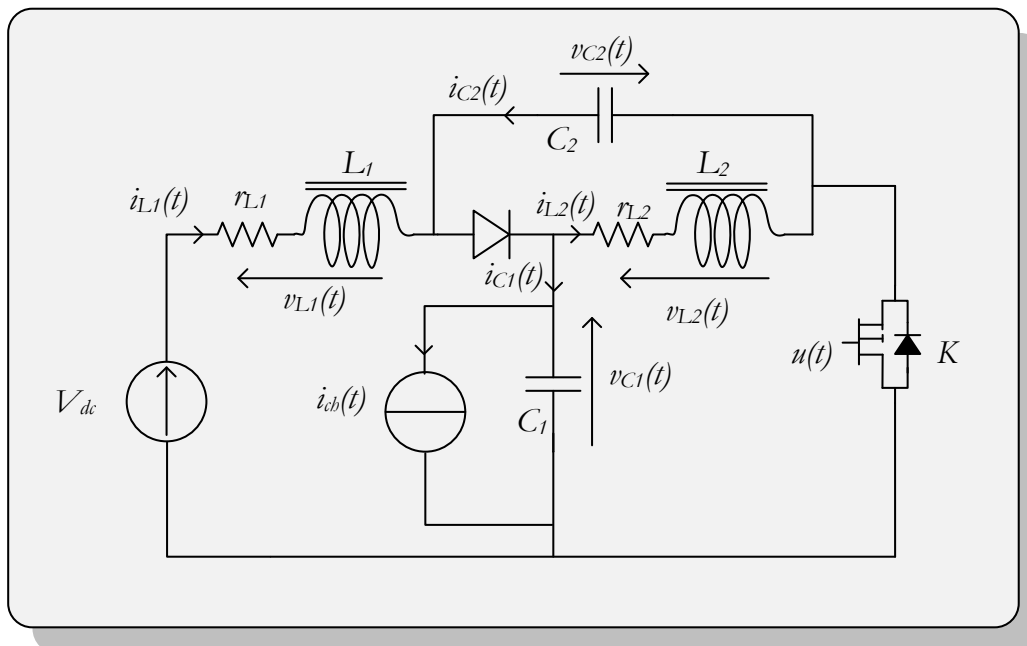 vC2(t)
iC2(t)
C2
L1
L2
iL1(t)
rL1
iL2(t)
rL2
iC1(t)
vL1(t)
vL2(t)
u(t)
K
Vdc
ich(t)
vC1(t)
C1